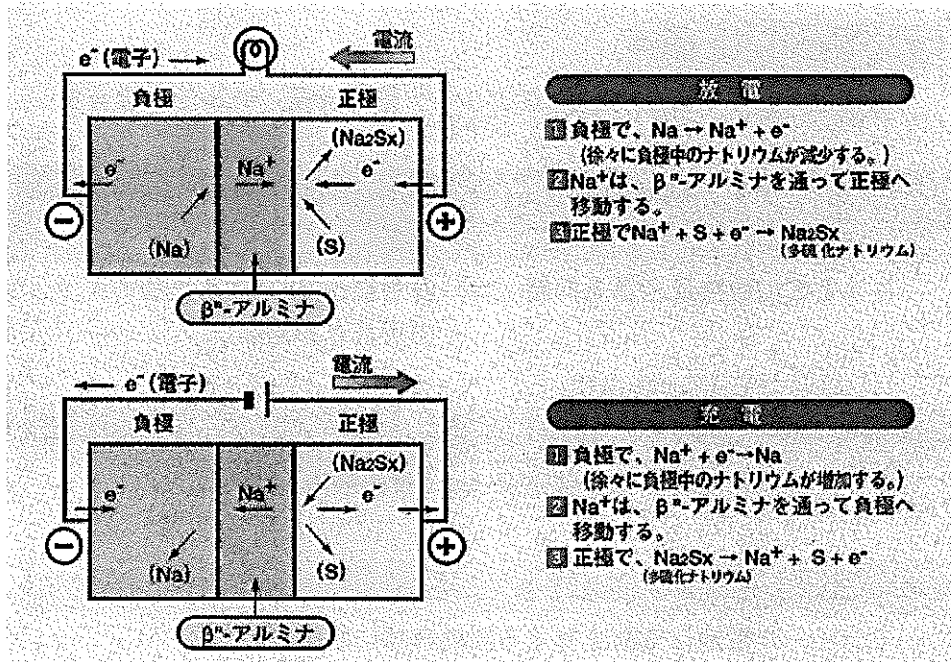 e⁻(電子)
電流
負極
正極
(Na₂Sx)
e⁻
Na⁺
e⁻
−
+
(Na)
(S)
β"-アルミナ
放電
1 負極で、Na → Na⁺ + e⁻
(徐々に負極中のナトリウムが減少する。)
2 Na⁺は、β"-アルミナを通って正極へ
移動する。
3 正極でNa⁺ + S + e⁻ → Na₂Sx
(多硫化ナトリウム)
電流
e⁻(電子)
負極
正極
(Na₂Sx)
e⁻
Na⁺
e⁻
−
+
(Na)
(S)
β"-アルミナ
充電
1 負極で、Na⁺ + e⁻→Na
(徐々に負極中のナトリウムが増加する。)
2 Na⁺は、β"-アルミナを通って負極へ
移動する。
3 正極で、Na₂Sx → Na⁺ + S + e⁻
(多硫化ナトリウム)